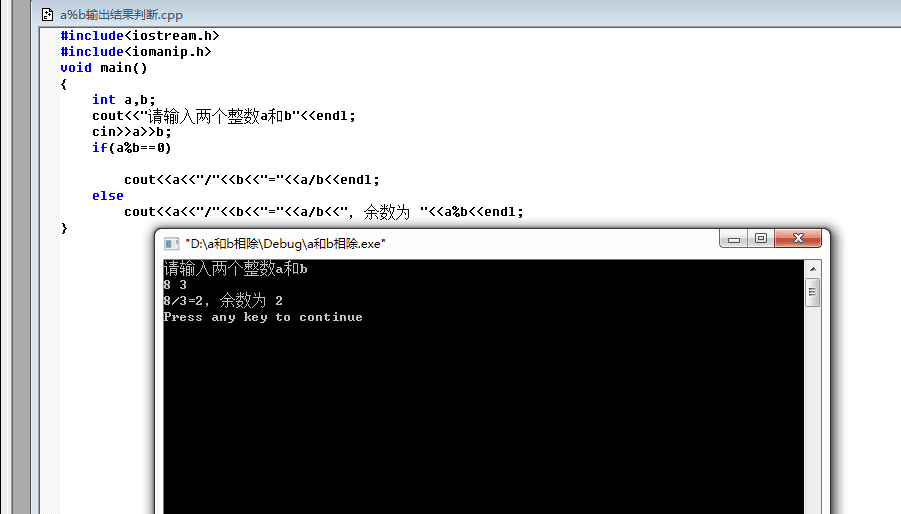 a%b输出结果判断.cpp
#include<iostream.h>
#include<iomanip.h>
void main()
{
int a,b;
cout<<"请输入两个整数a和b"<<endl;
cin>>a>>b;
if(a%b==0)
cout<<a<<"/"<<b<<"="<<a/b<<endl;
else
cout<<a<<"/"<<b<<"="<<a/b<<", 余数为 "<<a%b<<endl;
}
"D:\a和b相除\Debug\a和b相除.exe"
请输入两个整数a和b
8 3
8/3=2, 余数为 2
Press any key to continue